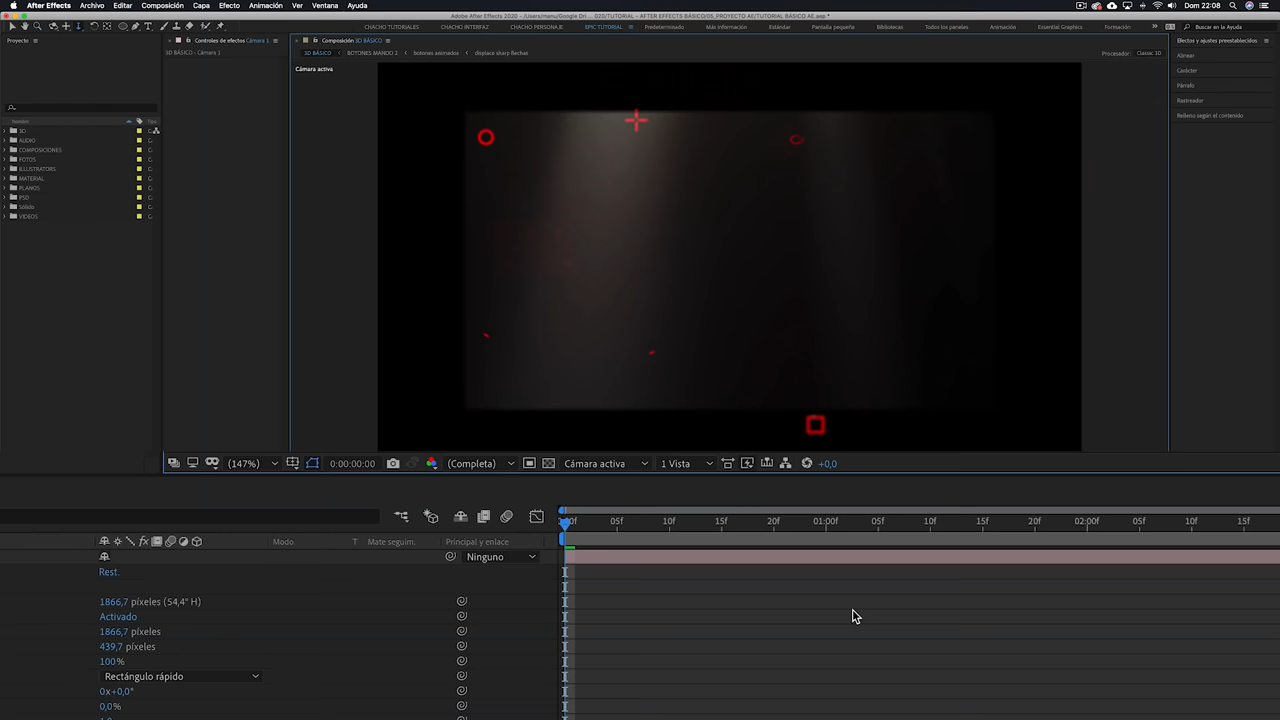 After Effects Archivo Editar Composición Capa Efecto Animación Ver Ventana Ayuda Dom 22:08
Adobe After Effects 2020 - /Users/manu/Google Dri... 020/TUTORIAL - AFTER EFFECTS BÁSICO/05_PROYECTO AE/TUTORIAL BÁSICO AE.aep *
CHACHO TUTORIALES CHACHO INTERFAZ CHACHO PERSONAJE EPIC TUTORIAL Predeterminado Más información Estándar Pantalla pequeña Bibliotecas Todos los paneles Animación Essential Graphics Formación Buscar en la Ayuda
Proyecto
Controles de efectos Cámara 1
Composición 3D BÁSICO
Efectos y ajustes preestablecidos
3D BÁSICO • Cámara 1
3D BÁSICO BOTONES MANDO 2 botones animados displace sharp flechas
Procesador: Classic 3D
Alinear
Cámara activa
Carácter
Párrafo
Rastreador
Relleno según el contenido
Nombre Tipo
3D
AUDIO
COMPOSICIONES
FOTOS
ILLUSTRATORS
MATERIAL
PLANOS
PSD
Sólido
VIDEOS
(147%) 0:00:00:00 (Completa) Cámara activa 1 Vista +0,0
05f 10f 15f 20f 01:00f 05f 10f 15f 20f 02:00f 05f 10f 15f
fx Modo T Mate seguim. Principal y enlace
Ninguno
Rest.
1866,7 píxeles (54,4° H)
Activado
1866,7 píxeles
439,7 píxeles
100%
Rectángulo rápido
0x+0,0°
0,0%